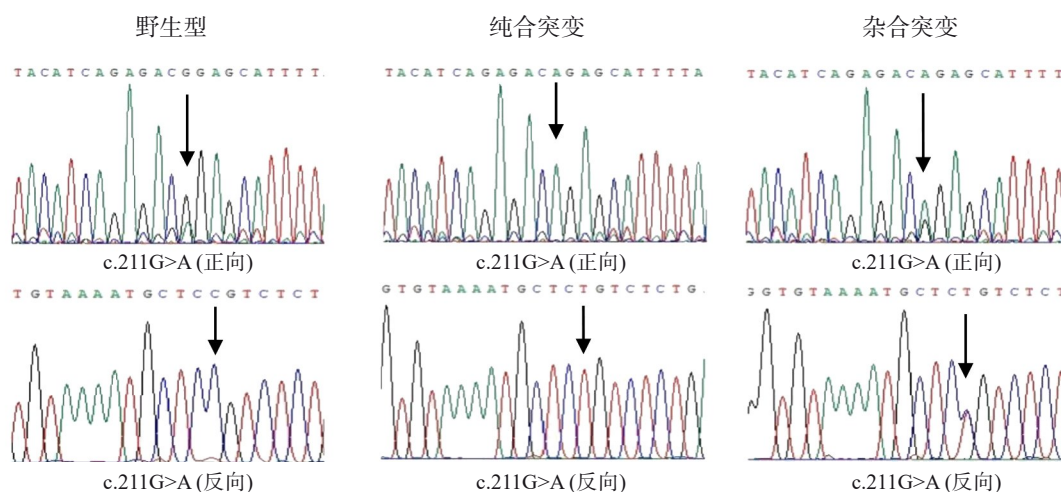 野生型 纯合突变 杂合突变
TACATCAGAGACGGAGCATTTT. TACATCAGAGACAGAGCATTTTA TACATCAGAGACAGAGCATTTT
c.211G>A (正向) c.211G>A (正向) c.211G>A (正向)
TGTAAAATGCTCCGTCTCT GTGTAAAATGCTCTGTCTCTG. GGTGTAAAATGCTCTGTCTCT
c.211G>A (反向) c.211G>A (反向) c.211G>A (反向)